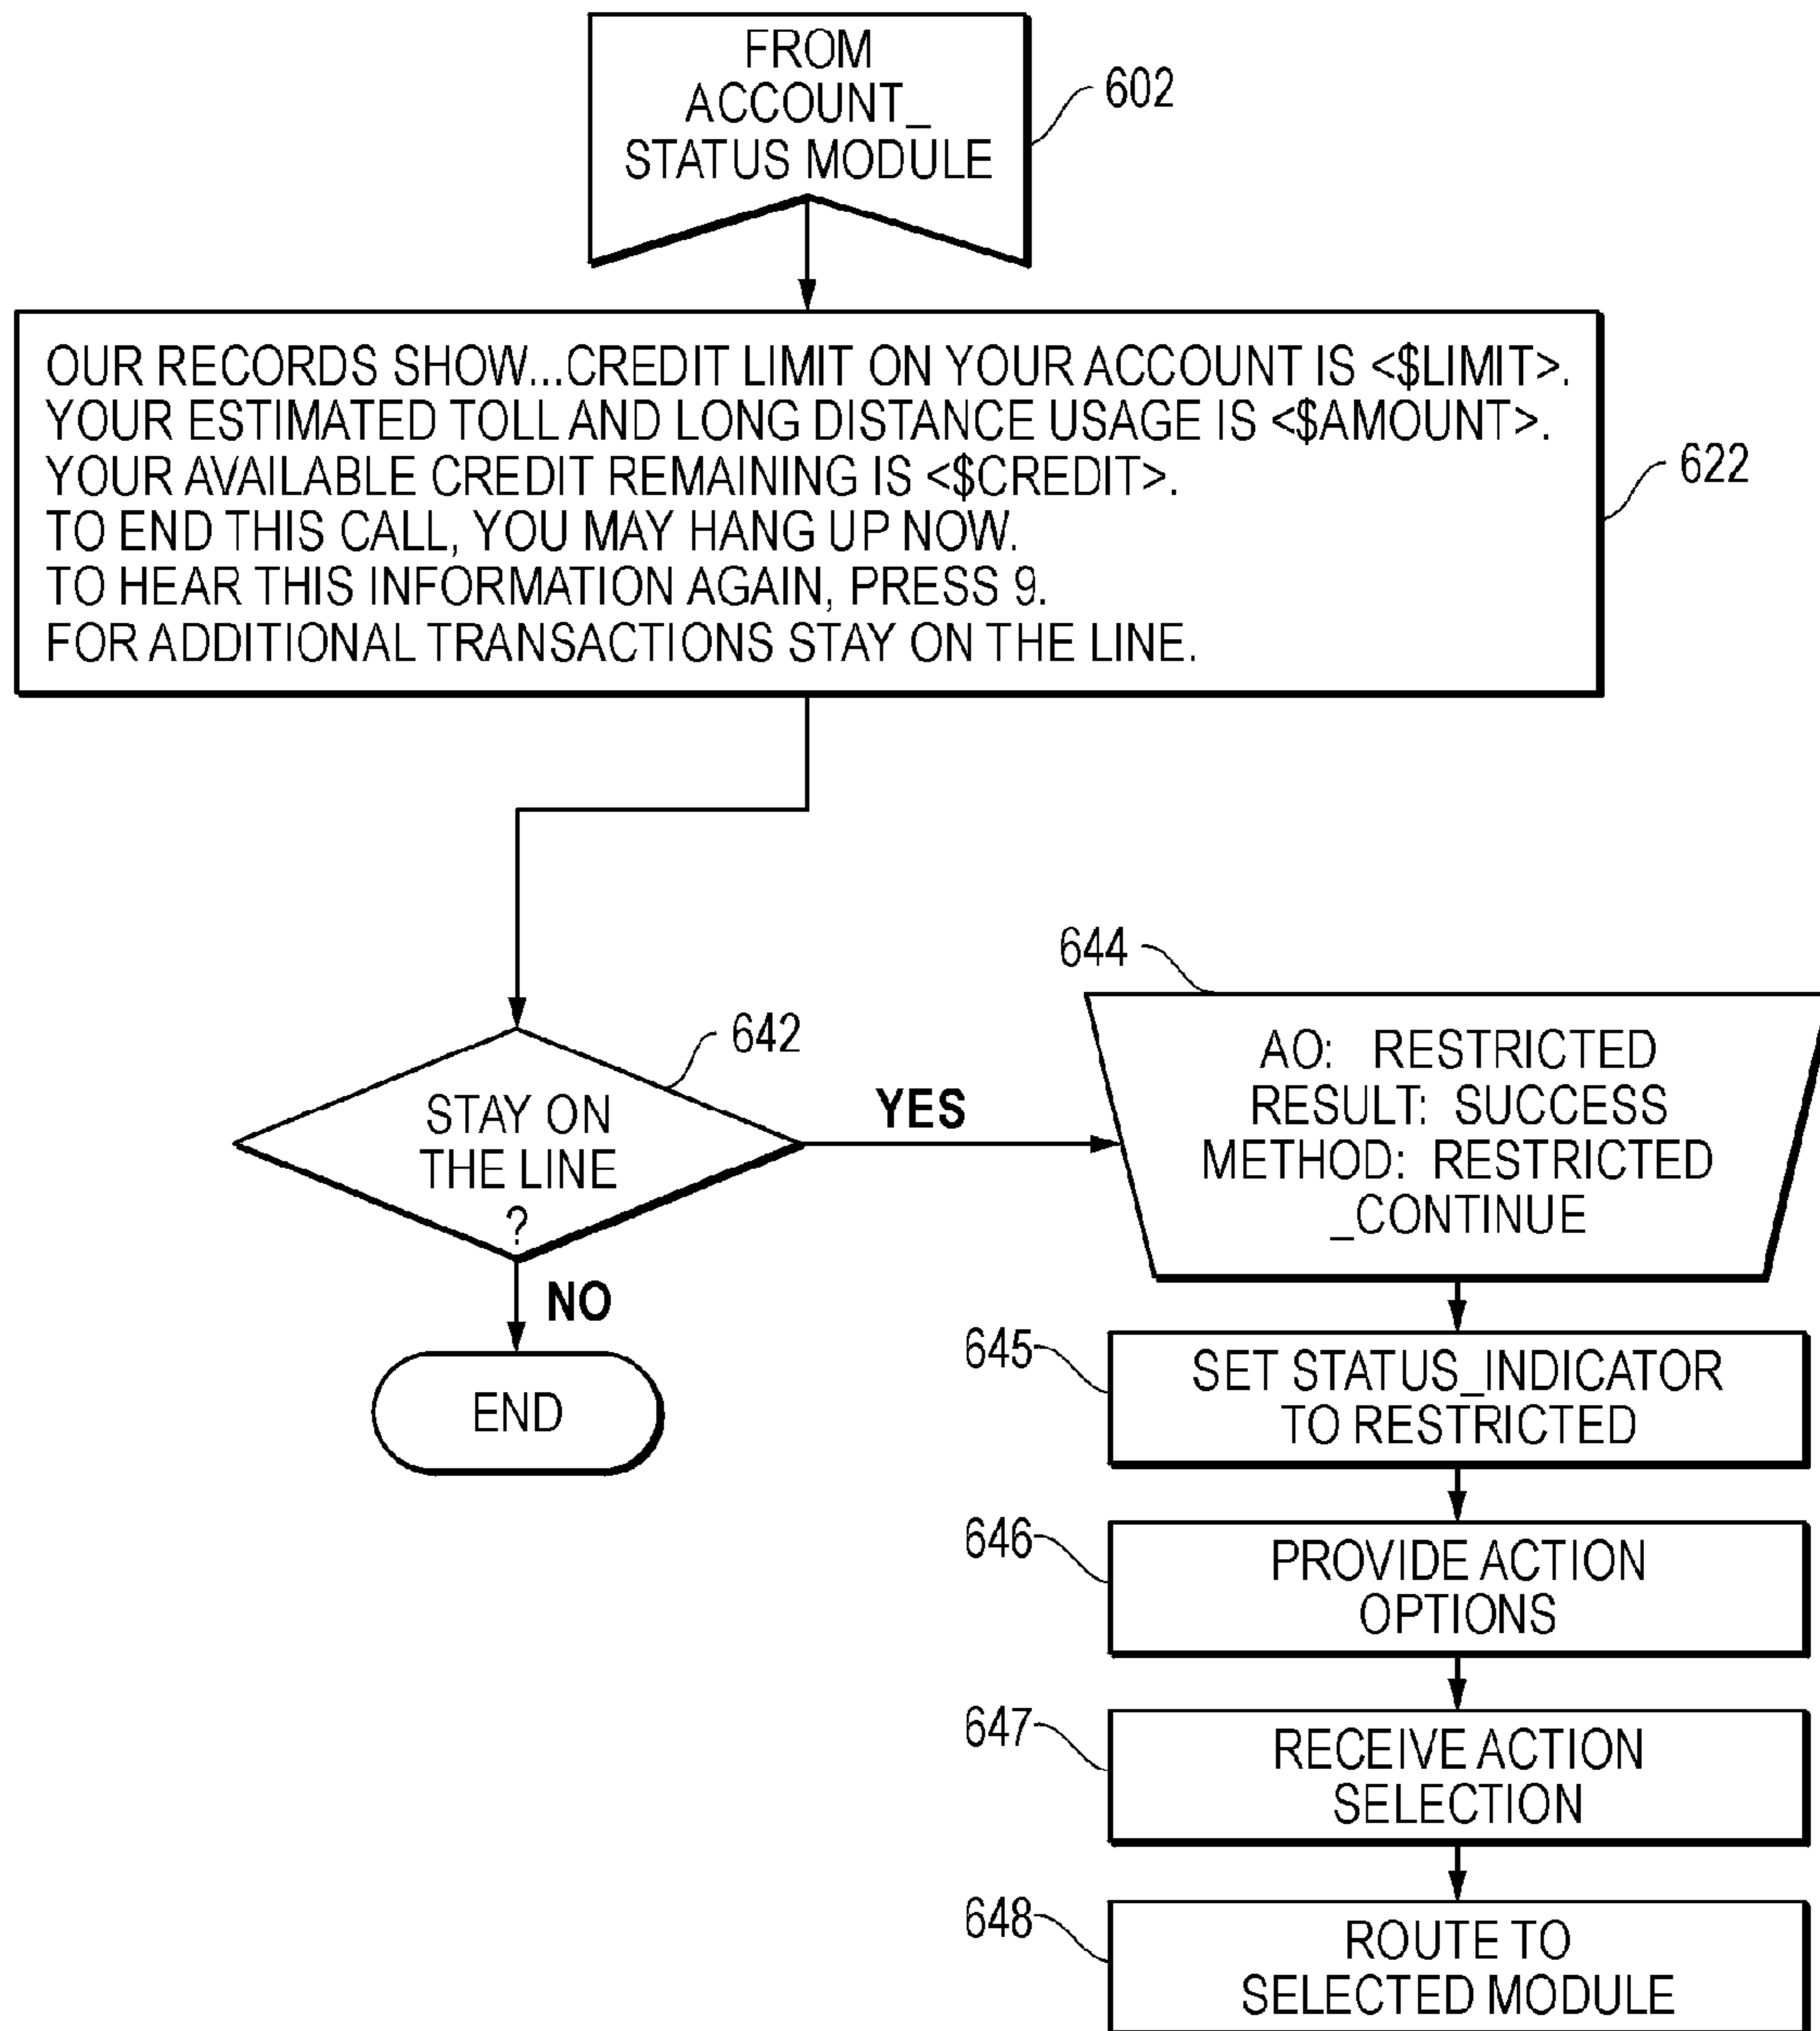 FROM
ACCOUNT_
STATUS MODULE
602
OUR RECORDS SHOW...CREDIT LIMIT ON YOUR ACCOUNT IS <$LIMIT>.
YOUR ESTIMATED TOLL AND LONG DISTANCE USAGE IS <$AMOUNT>.
YOUR AVAILABLE CREDIT REMAINING IS <$CREDIT>.
TO END THIS CALL, YOU MAY HANG UP NOW.
TO HEAR THIS INFORMATION AGAIN, PRESS 9.
FOR ADDITIONAL TRANSACTIONS STAY ON THE LINE.
622
642
STAY ON
THE LINE
?
YES
NO
END
644
AO: RESTRICTED
RESULT: SUCCESS
METHOD: RESTRICTED
_CONTINUE
645
SET STATUS_INDICATOR
TO RESTRICTED
646
PROVIDE ACTION
OPTIONS
647
RECEIVE ACTION
SELECTION
648
ROUTE TO
SELECTED MODULE